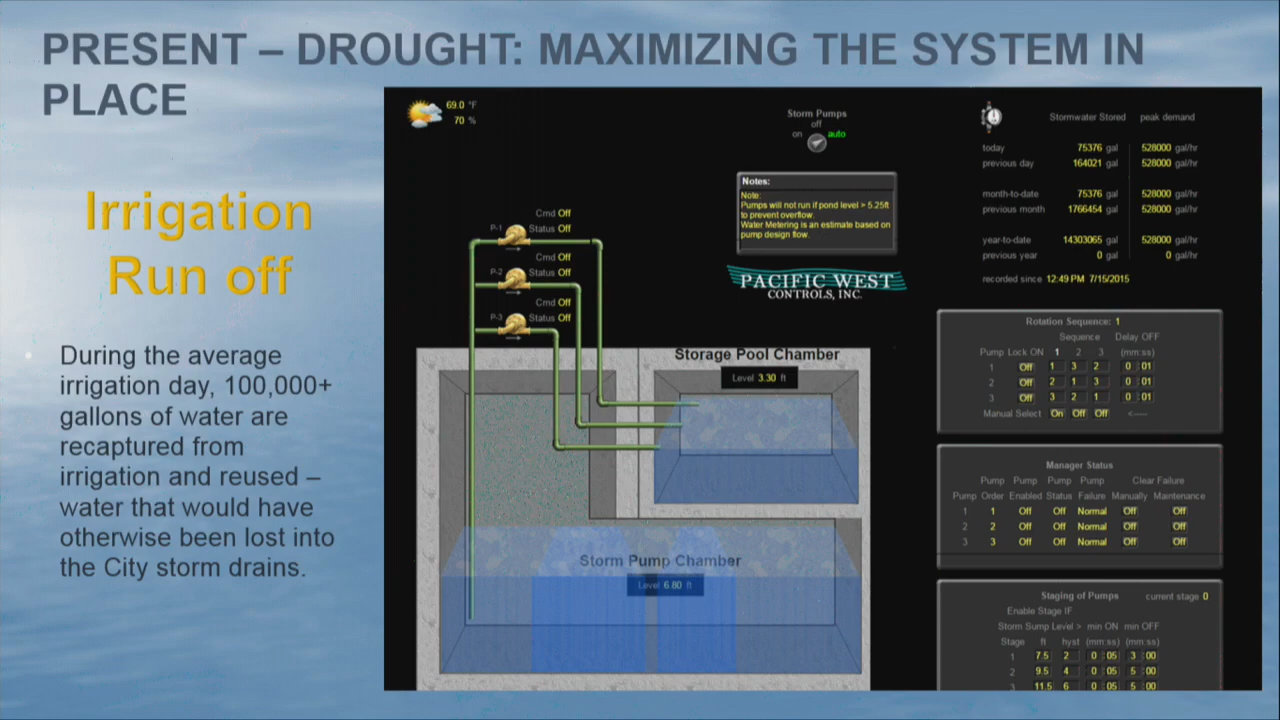 PRESENT – DROUGHT: MAXIMIZING THE SYSTEM IN
PLACE
Irrigation
Run off
During the average
irrigation day, 100,000+
gallons of water are
recaptured from
irrigation and reused –
water that would have
otherwise been lost into
the City storm drains.
69.0 °F
70 %
Storm Pumps
off
on auto
Notes:
Note:
Pumps will not run if pond level > 5.25ft
to prevent overflow.
Water Metering is an estimate based on
pump design flow.
PACIFIC WEST
CONTROLS, INC.
Cmd Off
P-1 Status Off
Cmd Off
P-2 Status Off
Cmd Off
P-3 Status Off
Storage Pool Chamber
Level 3.30 ft
Storm Pump Chamber
Level 6.80 ft
Stormwater Stored peak demand
today 75376 gal 528000 gal/hr
previous day 164021 gal 528000 gal/hr
month-to-date 75376 gal 528000 gal/hr
previous month 1766454 gal 528000 gal/hr
year-to-date 14303065 gal 528000 gal/hr
previous year 0 gal 0 gal/hr
recorded since 12:49 PM 7/15/2015
Rotation Sequence: 1
Sequence Delay OFF
Pump Lock ON 1 2 3 (mm:ss)
1 Off 1 3 2 0 :01
2 Off 2 1 3 0 :01
3 Off 3 2 1 0 :01
Manual Select On Off Off <----
Manager Status
Pump Pump Pump Pump Clear Failure
Pump Order Enabled Status Failure Manually Maintenance
1 1 Off Off Normal Off Off
2 2 Off Off Normal Off Off
3 3 Off Off Normal Off Off
Staging of Pumps current stage 0
Enable Stage IF
Storm Sump Level > min ON min OFF
Stage ft hyst (mm:ss) (mm:ss)
1 7.5 2 0 :05 3 :00
2 9.5 4 0 :05 5 :00
3 11.5 6 0 :05 5 :00